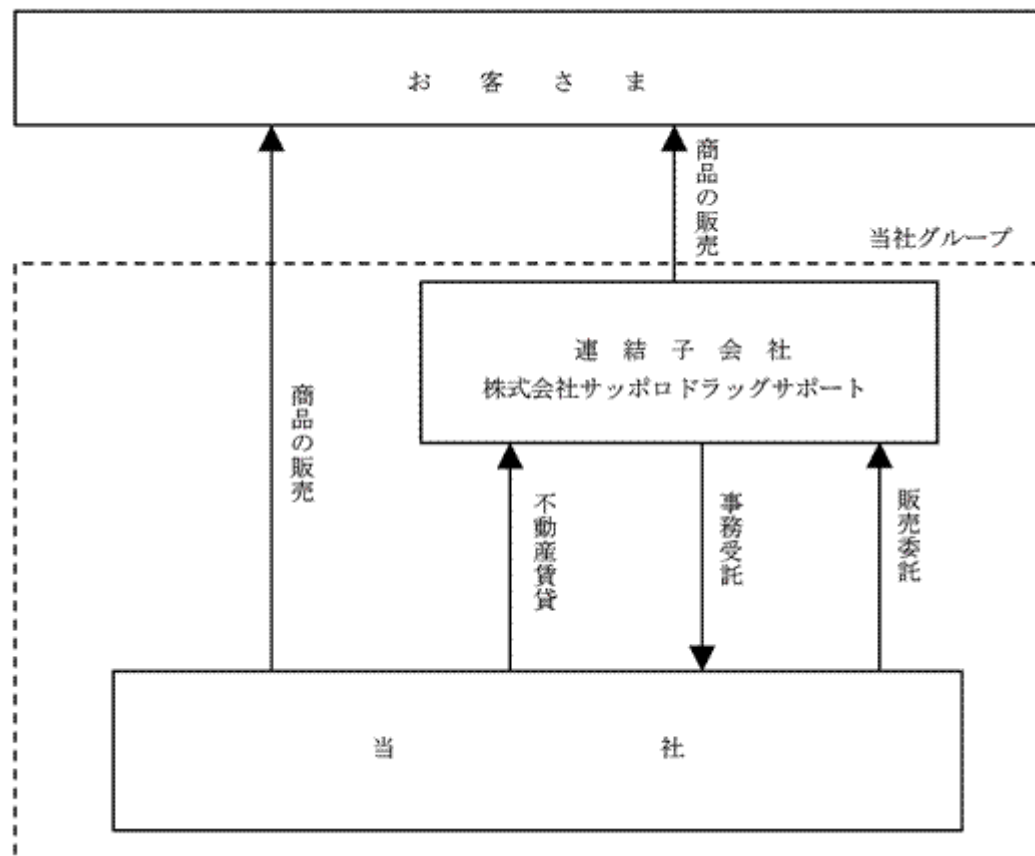 お客さま
商品の販売
当社グループ
連結子会社
株式会社サッポロドラッグサポート
商品の販売
不動産賃貸
事務受託
販売委託
当社